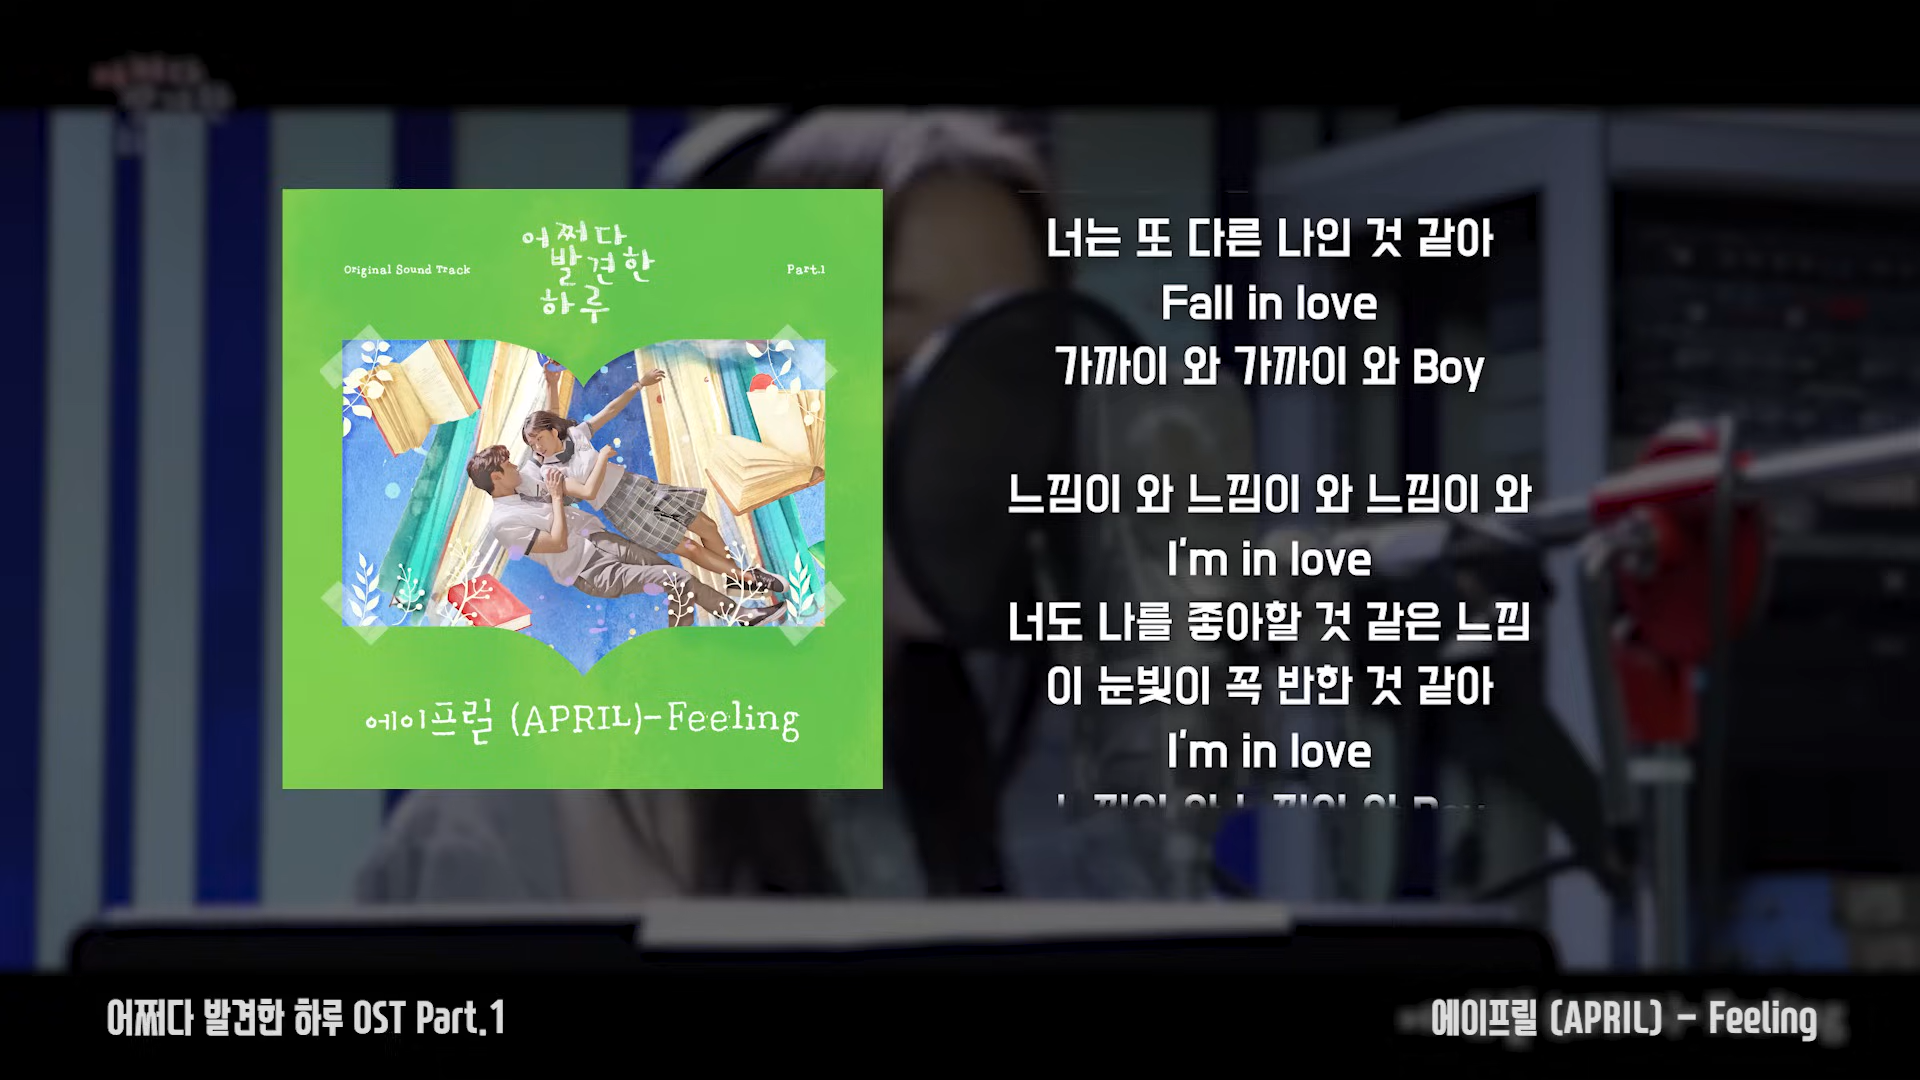 어쩌다
발견한
하루
Original Sound Track
Part.1
에이프릴 (APRIL)-Feeling
너는 또 다른 나인 것 같아
Fall in love
가까이 와 가까이 와 Boy
느낌이 와 느낌이 와 느낌이 와
I'm in love
너도 나를 좋아할 것 같은 느낌
이 눈빛이 꼭 반한 것 같아
I'm in love
어쩌다 발견한 하루 OST Part.1
에이프릴 (APRIL) - Feeling